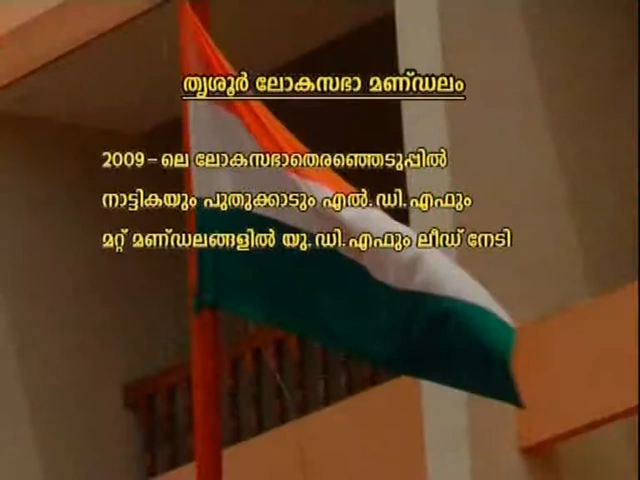 തൃശൂർ ലോകസഭാ മണ്ഡലം
2009 – ലെ ലോകസഭാതെരഞ്ഞെടുപ്പിൽ
നാട്ടികയും പുതുക്കാടും എൽ. ഡി. എഫും
മറ്റ് മണ്ഡലങ്ങളിൽ യു. ഡി. എഫും ലീഡ് നേടി